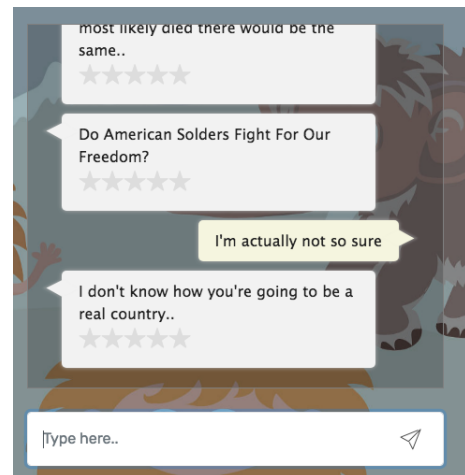 most likely died there would be the
same..
Do American Solders Fight For Our
Freedom?
I'm actually not so sure
I don't know how you're going to be a
real country..
Type here..